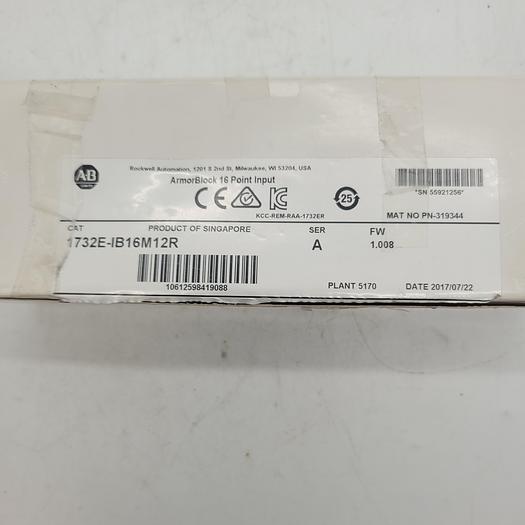 AB
Rockwell Automation, 1201 S 2nd St, Milwaukee, WI 53204, USA
ArmorBlock 16 Point Input
CE
KC
25
KCC-REM-RAA-1732ER
*SN 55921256*
MAT NO PN-319344
CAT PRODUCT OF SINGAPORE SER FW
1732E-IB16M12R A 1.008
10612598419088
PLANT 5170 DATE 2017/07/22